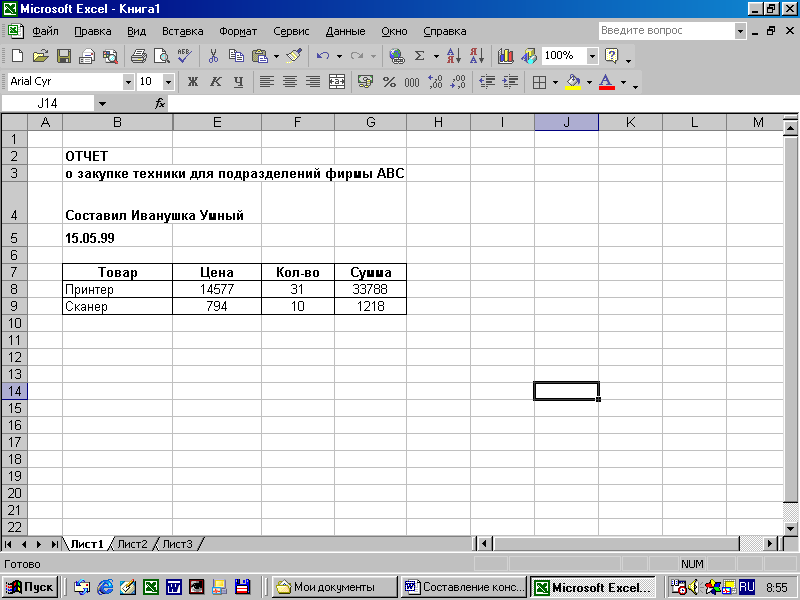 Microsoft Excel - Книга1
Файл Правка Вид Вставка Формат Сервис Данные Окно Справка Введите вопрос
100%
Arial Cyr 10 Ж К Ч % 000
J14 fx
A B E F G H I J K L M
1
2 ОТЧЕТ
3 о закупке техники для подразделений фирмы АВС
4 Составил Иванушка Умный
5 15.05.99
6
7 Товар Цена Кол-во Сумма
8 Принтер 14577 31 33788
9 Сканер 794 10 1218
10
11
12
13
14
15
16
17
18
19
20
21
22
Лист1 Лист2 Лист3
Готово NUM
Пуск Мои документы Составление конс... Microsoft Excel... RU 8:55